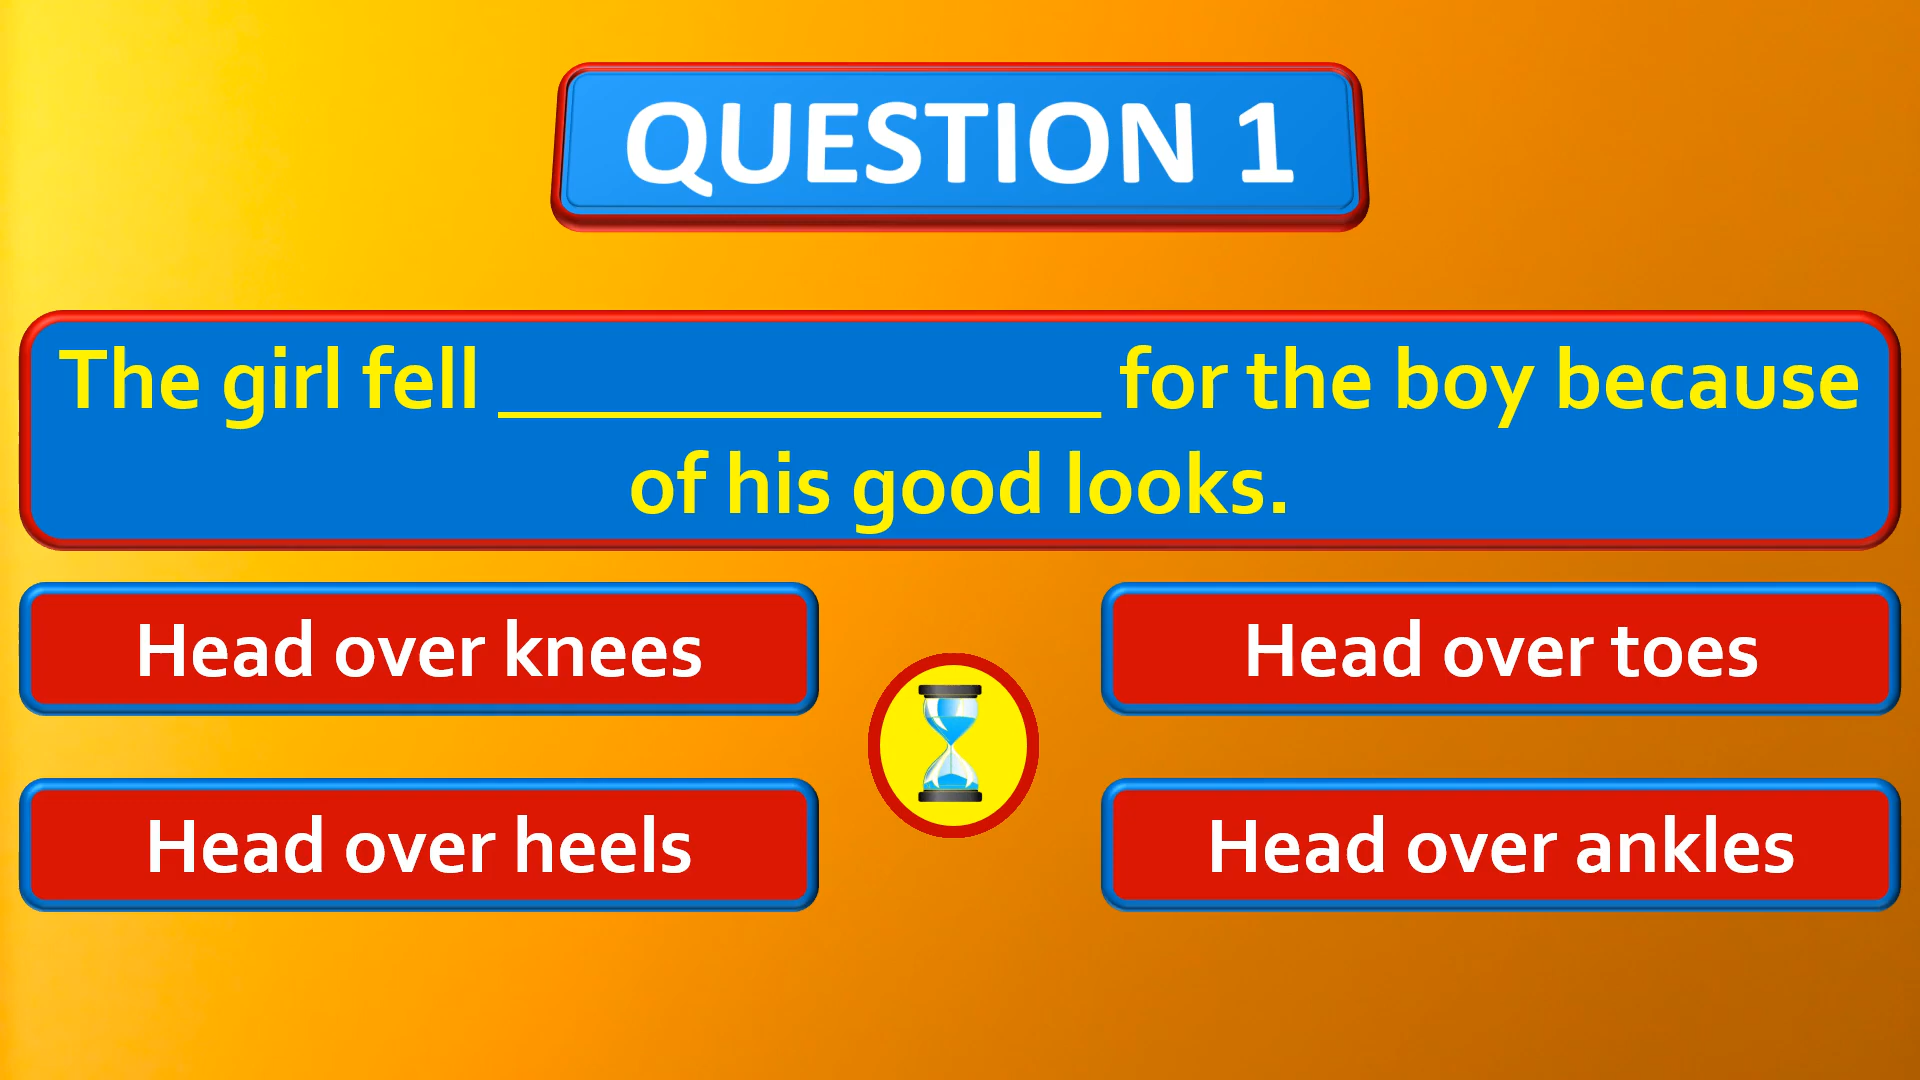 QUESTION 1
The girl fell _______________ for the boy because
of his good looks.
Head over knees
Head over toes
Head over heels
Head over ankles